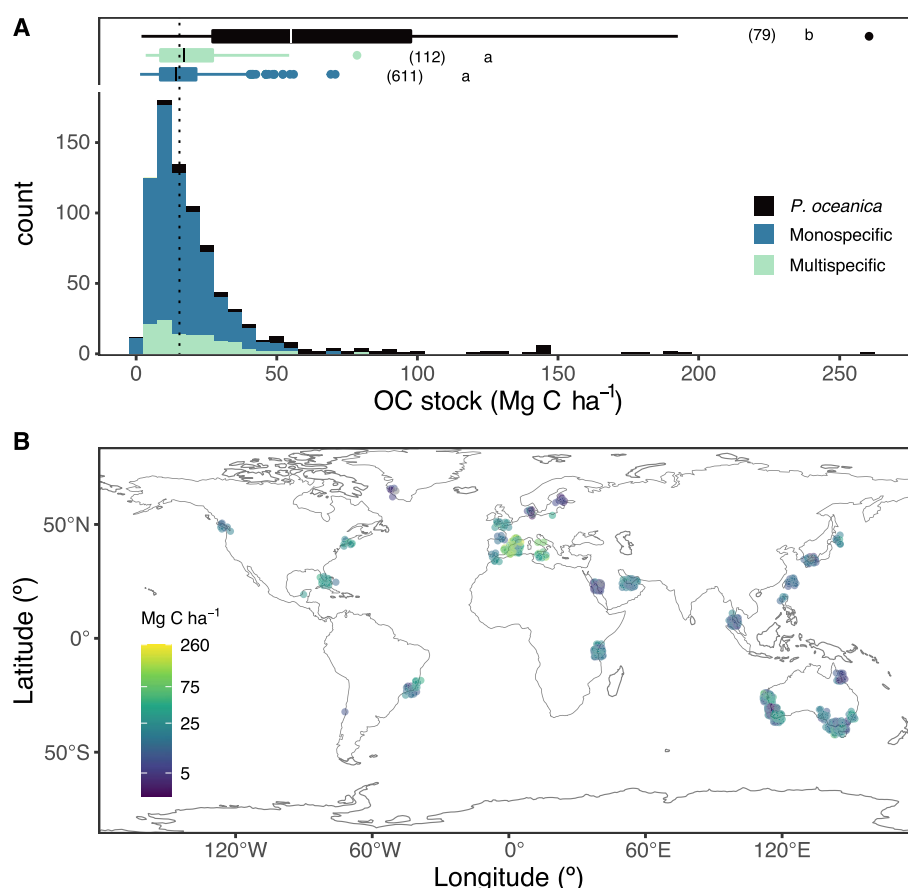 A
(79) b
(112) a
(611) a
150
100
50
0
count
P. oceanica
Monospecific
Multispecific
0 50 100 150 200 250
OC stock (Mg C ha⁻¹)
B
50°N
0°
50°S
Latitude (º)
Mg C ha⁻¹
260
75
25
5
120°W 60°W 0° 60°E 120°E
Longitude (º)